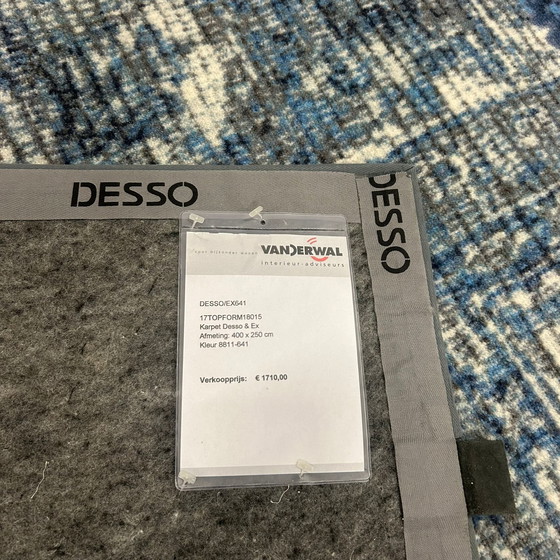 DESSO
DESSO
VANDERWAL
interieur-adviseurs
DESSO/EX641
17TOPFORM18015
Karpet Desso & Ex
Afmeting: 400 x 250 cm
Kleur 8811-641
Verkoopprijs: € 1710,00